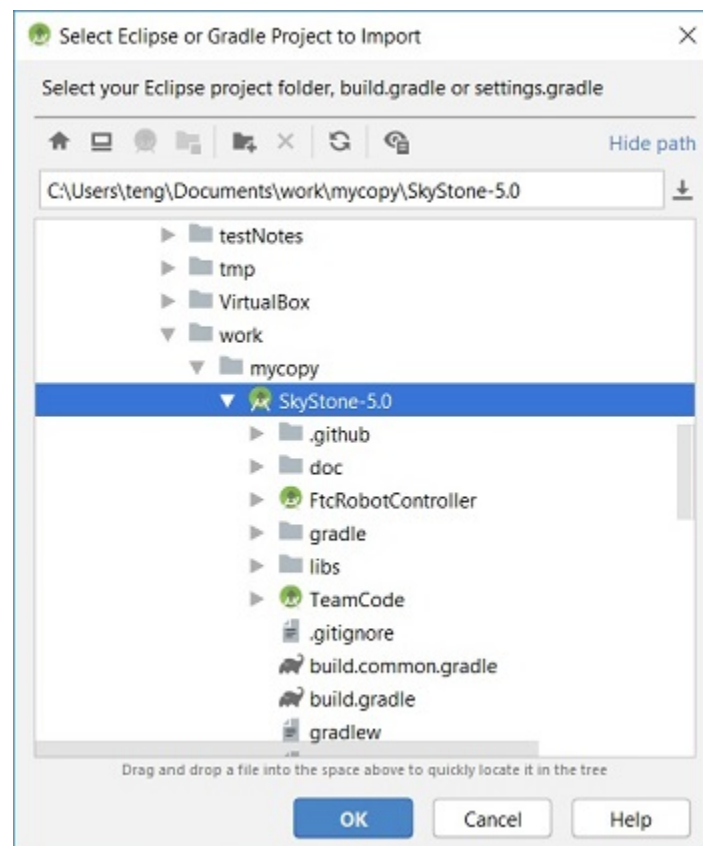 Select Eclipse or Gradle Project to Import
Select your Eclipse project folder, build.gradle or settings.gradle
Hide path
C:\Users\teng\Documents\work\mycopy\SkyStone-5.0
testNotes
tmp
VirtualBox
work
mycopy
SkyStone-5.0
.github
doc
FtcRobotController
gradle
libs
TeamCode
.gitignore
build.common.gradle
build.gradle
gradlew
Drag and drop a file into the space above to quickly locate it in the tree
OK Cancel Help